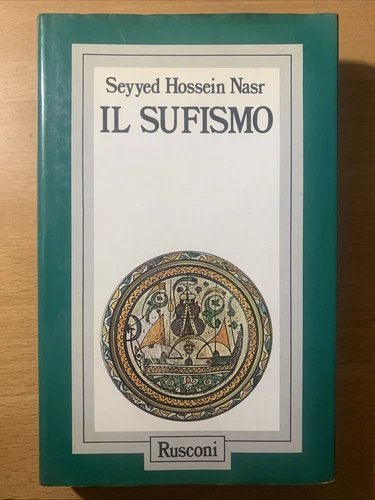 Seyyed Hossein Nasr
IL SUFISMO
Rusconi